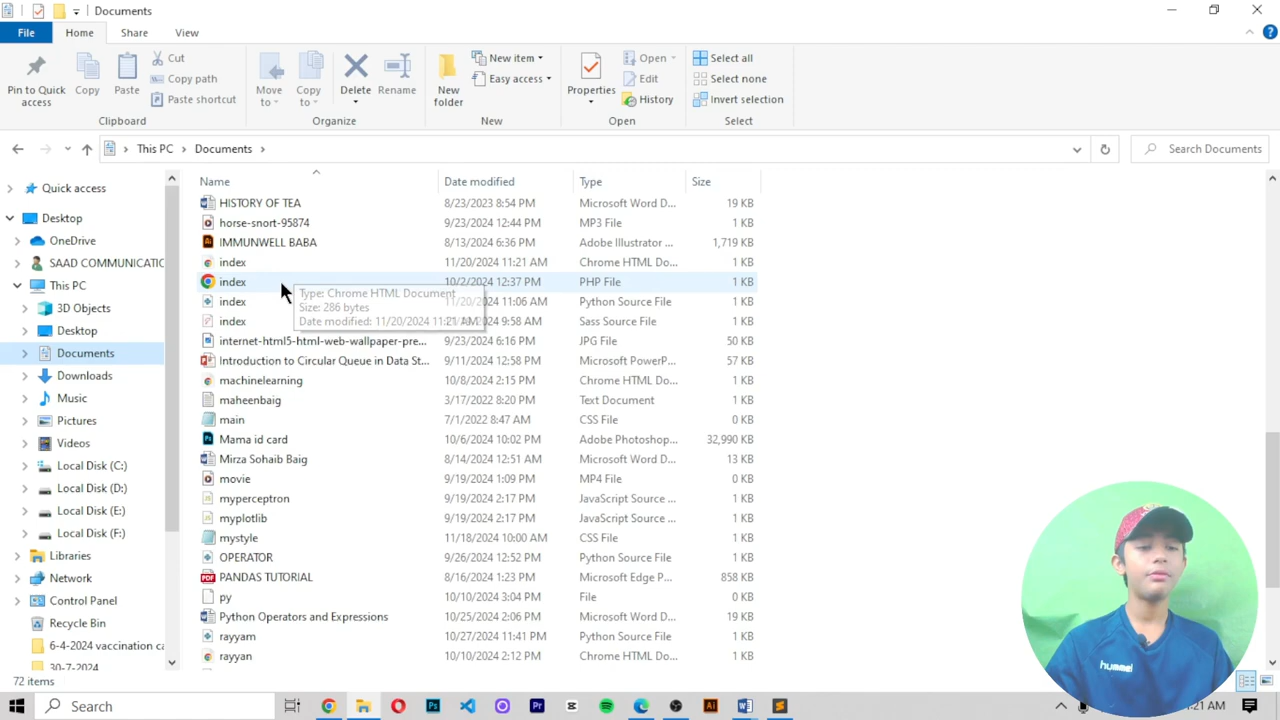 Documents
File Home Share View
Pin to Quick access
Copy
Paste
Cut
Copy path
Paste shortcut
Clipboard
Move to
Copy to
Delete
Rename
Organize
New folder
New item
Easy access
New
Properties
Open
Edit
History
Open
Select all
Select none
Invert selection
Select
This PC > Documents >
Search Documents
Quick access
Desktop
OneDrive
SAAD COMMUNICATIC
This PC
3D Objects
Desktop
Documents
Downloads
Music
Pictures
Videos
Local Disk (C:)
Local Disk (D:)
Local Disk (E:)
Local Disk (F:)
Libraries
Network
Control Panel
Recycle Bin
6-4-2024 vaccination ca
30-7-2024
Name Date modified Type Size
HISTORY OF TEA 8/23/2023 8:54 PM Microsoft Word D... 19 KB
horse-snort-95874 9/23/2024 12:44 PM MP3 File 1 KB
IMMUNWELL BABA 8/13/2024 6:36 PM Adobe Illustrator ... 1,719 KB
index 11/20/2024 11:21 AM Chrome HTML Do... 1 KB
index 10/2/2024 12:37 PM PHP File 1 KB
index 11/20/2024 11:06 AM Python Source File 1 KB
index 9:58 AM Sass Source File 1 KB
Type: Chrome HTML Document
Size: 286 bytes
Date modified: 11/20/2024 11:21 AM
internet-html5-html-web-wallpaper-pre... 9/23/2024 6:16 PM JPG File 50 KB
Introduction to Circular Queue in Data St... 9/11/2024 12:58 PM Microsoft PowerP... 57 KB
machinelearning 10/8/2024 2:15 PM Chrome HTML Do... 1 KB
maheenbaig 3/17/2022 8:20 PM Text Document 1 KB
main 7/1/2022 8:47 AM CSS File 0 KB
Mama id card 10/6/2024 10:02 PM Adobe Photoshop... 32,990 KB
Mirza Sohaib Baig 8/14/2024 12:51 AM Microsoft Word D... 13 KB
movie 9/19/2024 1:09 PM MP4 File 0 KB
myperceptron 9/19/2024 2:17 PM JavaScript Source ... 1 KB
myplotlib 9/19/2024 2:17 PM JavaScript Source ... 1 KB
mystyle 11/18/2024 10:00 AM CSS File 1 KB
OPERATOR 9/26/2024 12:52 PM Python Source File 1 KB
PANDAS TUTORIAL 8/16/2024 1:23 PM Microsoft Edge P... 858 KB
py 10/10/2024 3:04 PM File 1 KB
Python Operators and Expressions 10/25/2024 2:06 PM Microsoft Word D... 19 KB
rayyam 10/27/2024 11:41 PM Python Source File 1 KB
rayyan 10/10/2024 2:12 PM Chrome HTML Do... 1 KB
hummel
72 items
Search
:21 AM